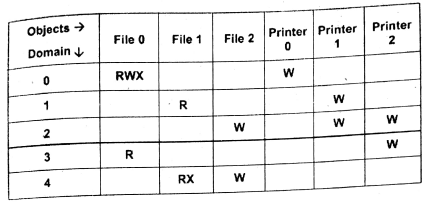 Objects → File 0 File 1 File 2 Printer 0 Printer 1 Printer 2
Domain ↓
0 RWX W
1 R W
2 W W W
3 R W
4 RX W